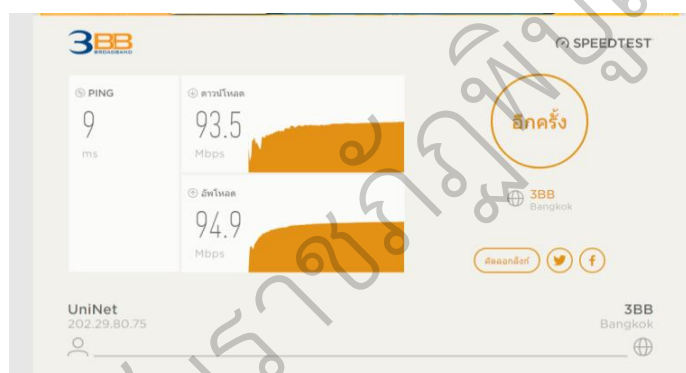 3BB
BROADBAND
SPEEDTEST
PING
9
ms
ดาวน์โหลด
93.5
Mbps
อัพโหลด
94.9
Mbps
อีกครั้ง
3BB
Bangkok
คัดลอกลิงก์
UniNet
202.29.80.75
3BB
Bangkok